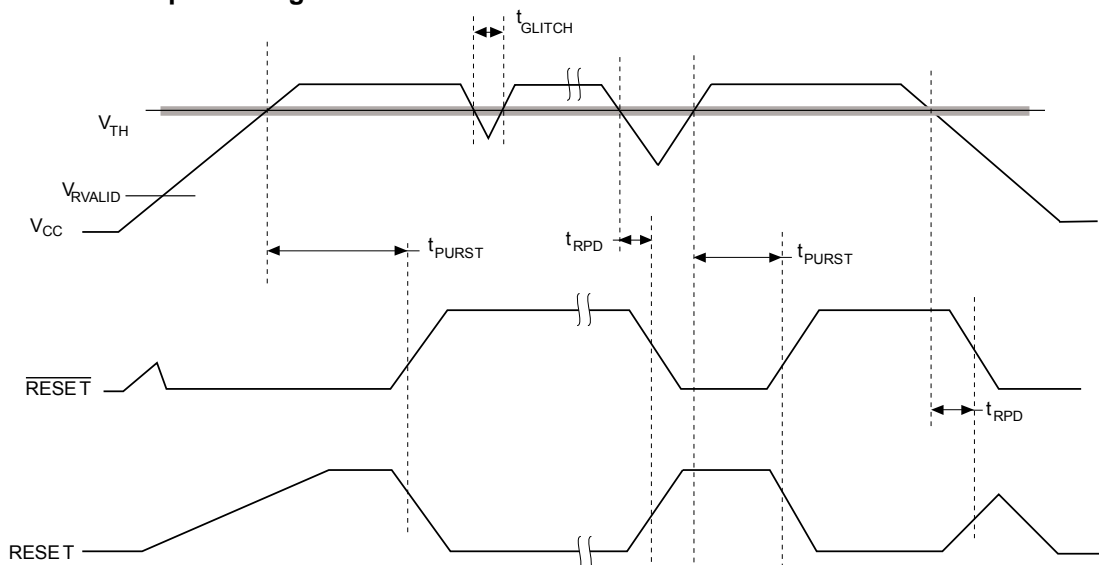 tGLITCH
VTH
VRVALID
VCC
tPURST
tRPD
tPURST
RESET
tRPD
RESET